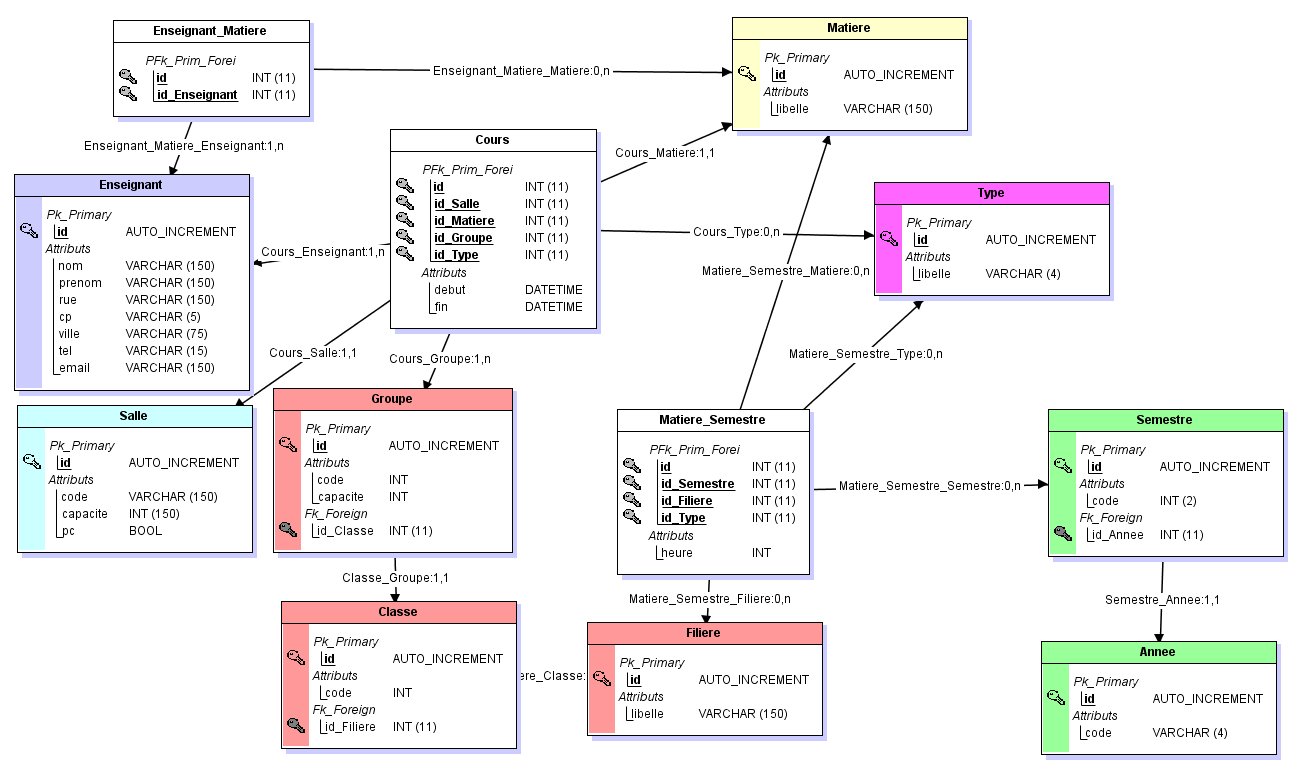 Enseignant_Matiere
PFk_Prim_Forei
id INT (11)
id_Enseignant INT (11)
Enseignant_Matiere_Matiere:0,n
Matiere
Pk_Primary
id AUTO_INCREMENT
Attributs
libelle VARCHAR (150)
Enseignant_Matiere_Enseignant:1,n
Cours
PFk_Prim_Forei
id INT (11)
id_Salle INT (11)
id_Matiere INT (11)
id_Groupe INT (11)
id_Type INT (11)
Attributs
debut DATETIME
fin DATETIME
Cours_Matiere:1,1
Enseignant
Pk_Primary
id AUTO_INCREMENT
Attributs
nom VARCHAR (150)
prenom VARCHAR (150)
rue VARCHAR (150)
cp VARCHAR (5)
ville VARCHAR (75)
tel VARCHAR (15)
email VARCHAR (150)
Cours_Enseignant:1,n
Cours_Type:0,n
Type
Pk_Primary
id AUTO_INCREMENT
Attributs
libelle VARCHAR (4)
Matiere_Semestre_Matiere:0,n
Cours_Salle:1,1
Cours_Groupe:1,n
Matiere_Semestre_Type:0,n
Salle
Pk_Primary
id AUTO_INCREMENT
Attributs
code VARCHAR (150)
capacite INT (150)
pc BOOL
Groupe
Pk_Primary
id AUTO_INCREMENT
Attributs
code INT
capacite INT
Fk_Foreign
id_Classe INT (11)
Matiere_Semestre
PFk_Prim_Forei
id INT (11)
id_Semestre INT (11)
id_Filiere INT (11)
id_Type INT (11)
Attributs
heure INT
Matiere_Semestre_Semestre:0,n
Semestre
Pk_Primary
id AUTO_INCREMENT
Attributs
code INT (2)
Fk_Foreign
id_Annee INT (11)
Classe_Groupe:1,1
Matiere_Semestre_Filiere:0,n
Semestre_Annee:1,1
Classe
Pk_Primary
id AUTO_INCREMENT
Attributs
code INT
Fk_Foreign
id_Filiere INT (11)
ere_Classe:
Filiere
Pk_Primary
id AUTO_INCREMENT
Attributs
libelle VARCHAR (150)
Annee
Pk_Primary
id AUTO_INCREMENT
Attributs
code VARCHAR (4)